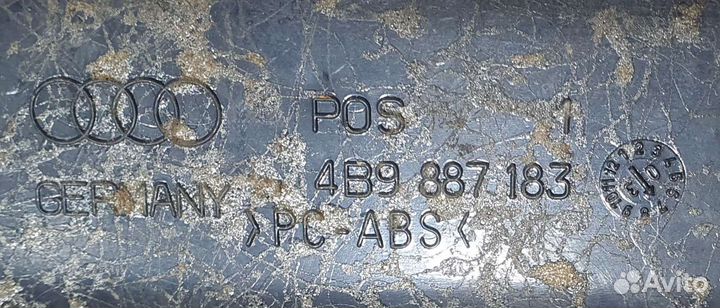 POS 1
4B9 887 183
GERMANY
>PC-ABS<
Avito